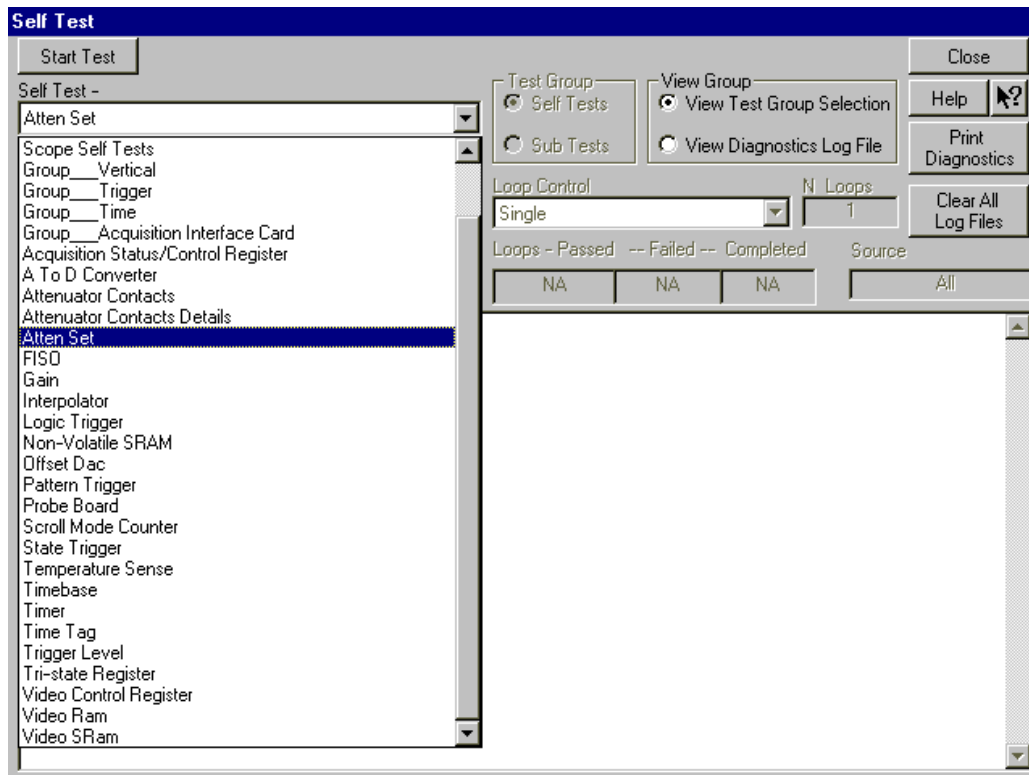 Self Test
Start Test
Close
Self Test -
Atten Set
Test Group
Self Tests
Sub Tests
View Group
View Test Group Selection
View Diagnostics Log File
Help
?
Print
Diagnostics
Clear All
Log Files
Loop Control
N Loops
Single
1
Loops - Passed -- Failed -- Completed
Source
NA
NA
NA
All
Scope Self Tests
Group___Vertical
Group___Trigger
Group___Time
Group___Acquisition Interface Card
Acquisition Status/Control Register
A To D Converter
Attenuator Contacts
Attenuator Contacts Details
Atten Set
FISO
Gain
Interpolator
Logic Trigger
Non-Volatile SRAM
Offset Dac
Pattern Trigger
Probe Board
Scroll Mode Counter
State Trigger
Temperature Sense
Timebase
Timer
Time Tag
Trigger Level
Tri-state Register
Video Control Register
Video Ram
Video SRam